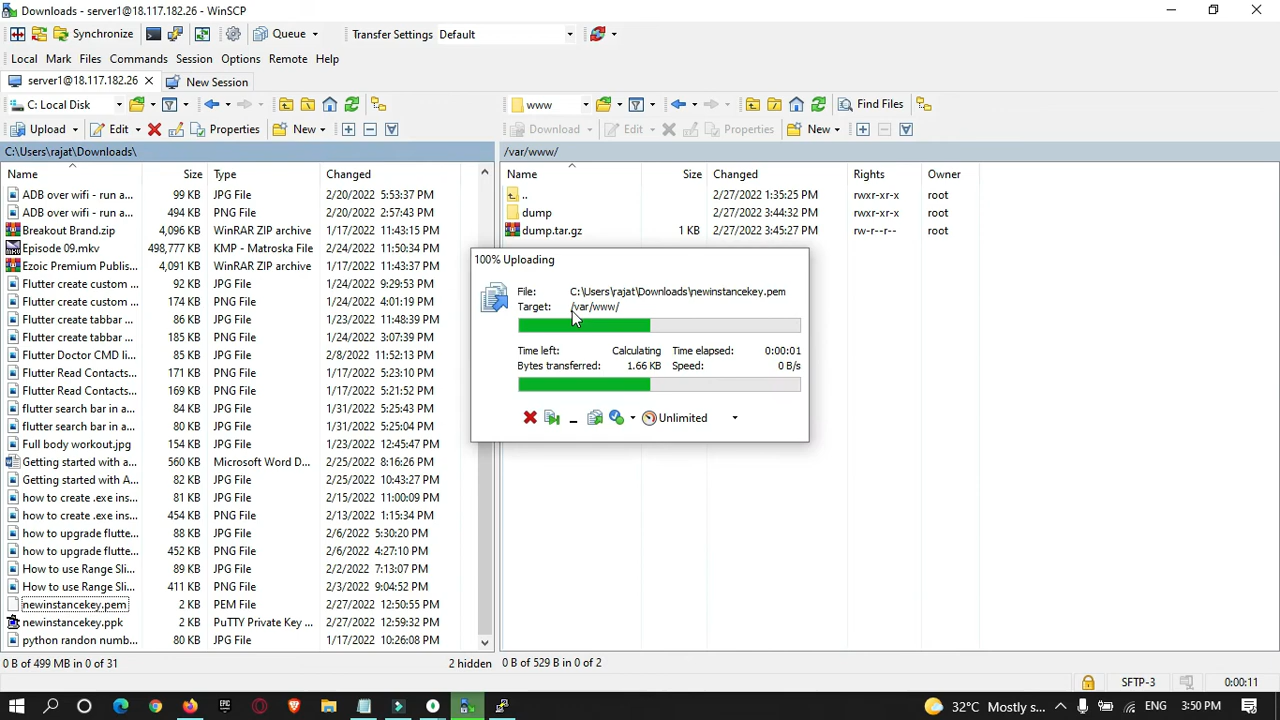 Downloads - server1@18.117.182.26 - WinSCP
Synchronize Queue Transfer Settings Default
Local Mark Files Commands Session Options Remote Help
server1@18.117.182.26 New Session
C: Local Disk www Find Files
Upload Edit Properties New Download Edit Properties New
C:\Users\rajat\Downloads\ /var/www/
Name Size Type Changed Name Size Changed Rights Owner
ADB over wifi - run a... 99 KB JPG File 2/20/2022 5:53:37 PM .. 2/27/2022 1:35:25 PM rwxr-xr-x root
ADB over wifi - run a... 494 KB PNG File 2/20/2022 2:57:43 PM dump 2/27/2022 3:44:32 PM rwxr-xr-x root
Breakout Brand.zip 4,096 KB WinRAR ZIP archive 1/17/2022 11:43:15 PM dump.tar.gz 1 KB 2/27/2022 3:45:27 PM rw-r--r-- root
Episode 09.mkv 498,777 KB KMP - Matroska File 2/24/2022 11:50:34 PM
Ezoic Premium Publis... 4,091 KB WinRAR ZIP archive 1/17/2022 11:43:37 PM
Flutter create custom ... 92 KB JPG File 2/24/2022 9:29:53 PM
Flutter create custom ... 174 KB PNG File 2/24/2022 4:01:19 PM
Flutter create tabbar ... 86 KB JPG File 2/23/2022 11:48:39 PM
Flutter create tabbar ... 185 KB PNG File 2/24/2022 3:07:39 PM
Flutter Doctor CMD li... 65 KB JPG File 2/8/2022 11:52:13 PM
Flutter Read Contacts... 77 KB JPG File 1/17/2022 5:23:10 PM
Flutter Read Contacts... 169 KB PNG File 1/17/2022 5:21:52 PM
flutter search bar in a... 84 KB JPG File 1/31/2022 5:25:43 PM
flutter search bar in a... 80 KB PNG File 1/31/2022 5:25:04 PM
Full body workout.jpg 154 KB JPG File 1/23/2022 12:45:47 PM
Getting started with a... 560 KB Microsoft Word D... 2/25/2022 8:16:26 PM
Getting started with A... 480 KB JPG File 2/25/2022 10:43:27 PM
how to create .exe ins... 81 KB JPG File 2/15/2022 11:00:09 PM
how to create .exe ins... 454 KB PNG File 2/13/2022 1:15:34 PM
how to upgrade flutte... 92 KB JPG File 2/6/2022 5:30:20 PM
how to upgrade flutte... 452 KB PNG File 2/6/2022 4:27:10 PM
How to use Range Sli... 89 KB JPG File 2/2/2022 7:13:07 PM
How to use Range Sli... 411 KB PNG File 2/3/2022 9:04:52 PM
newinstancekey.pem 2 KB PEM File 2/27/2022 12:50:55 PM
newinstancekey.ppk 2 KB PuTTY Private Key ... 2/27/2022 12:59:32 PM
python randon numb... 80 KB JPG File 1/17/2022 10:26:08 PM
100% Uploading
File: C:\Users\rajat\Downloads\newinstancekey.pem
Target: /var/www/
Time left: Calculating Time elapsed: 0:00:01
Bytes transferred: 1.66 KB Speed: 0 B/s
Unlimited
0 B of 499 MB in 0 of 31 2 hidden 0 B of 529 B in 0 of 2
SFTP-3 0:00:11
EPIC 32°C Mostly s... ENG 3:50 PM